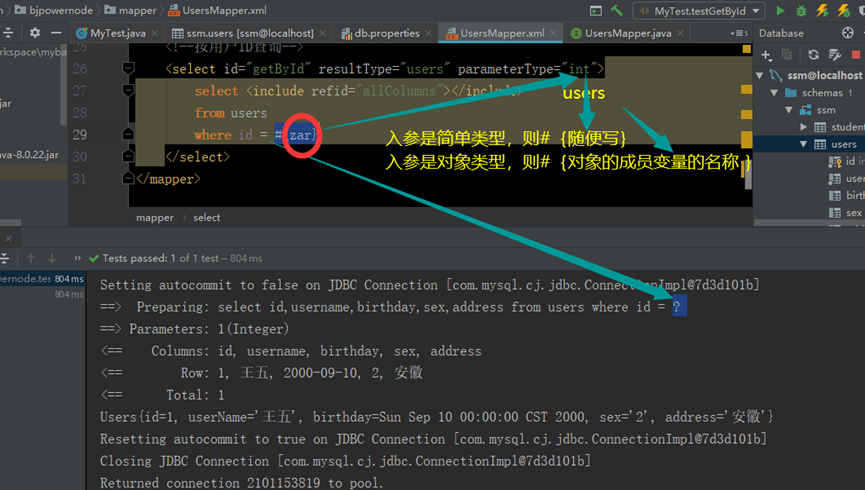 bjpowernode
mapper
UsersMapper.xml
MyTest.testGetById
MyTest.java
ssm.users [ssm@localhost]
db.properties
UsersMapper.xml
UsersMapper.java
Database
25
<!--按用户ID查询-->
26
<select id="getById" resultType="users" parameterType="int">
27
select <include refid="allColumns"></include>
users
28
from users
29
where id = #{zar}
入参是简单类型，则#｛随便写｝
30
</select>
入参是对象类型，则#｛对象的成员变量的名称｝
31
</mapper>
rkspace\myba
jar
ava-8.0.22.jar
ssm@localhost
schemas 1
ssm
studen
users
id in
user
birt
sex
mapper
select
Tests passed: 1 of 1 test – 804 ms
wernode.tes 804 ms
804 ms
Setting autocommit to false on JDBC Connection [com.mysql.cj.jdbc.ConnectionImpl@7d3d101b]
==>  Preparing: select id,username,birthday,sex,address from users where id = ?
==> Parameters: 1(Integer)
<==    Columns: id, username, birthday, sex, address
<==        Row: 1, 王五, 2000-09-10, 2, 安徽
<==      Total: 1
Users{id=1, userName='王五', birthday=Sun Sep 10 00:00:00 CST 2000, sex='2', address='安徽'}
Resetting autocommit to true on JDBC Connection [com.mysql.cj.jdbc.ConnectionImpl@7d3d101b]
Closing JDBC Connection [com.mysql.cj.jdbc.ConnectionImpl@7d3d101b]
Returned connection 2101153819 to pool.